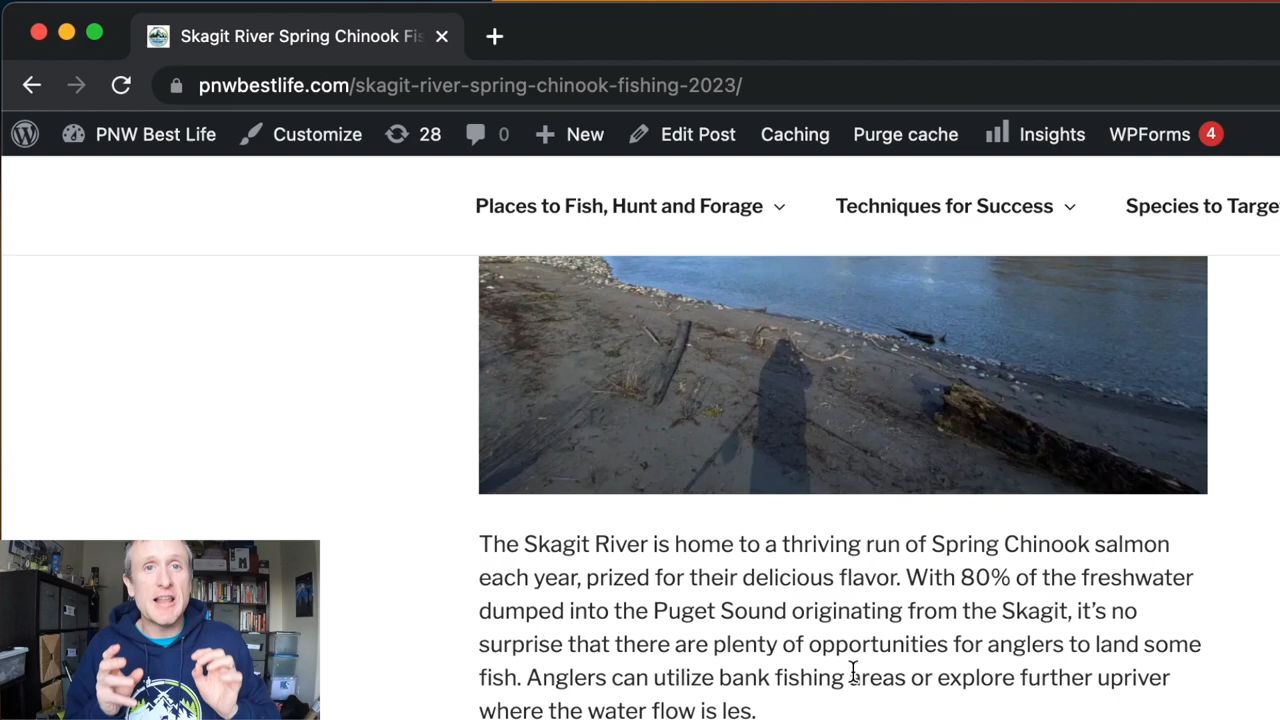 Skagit River Spring Chinook Fis
pnwbestlife.com/skagit-river-spring-chinook-fishing-2023/
PNW Best Life Customize 28 0 New Edit Post Caching Purge cache Insights WPForms 4
Places to Fish, Hunt and Forage Techniques for Success Species to Targe
The Skagit River is home to a thriving run of Spring Chinook salmon
each year, prized for their delicious flavor. With 80% of the freshwater
dumped into the Puget Sound originating from the Skagit, it's no
surprise that there are plenty of opportunities for anglers to land some
fish. Anglers can utilize bank fishing areas or explore further upriver
where the water flow is les.